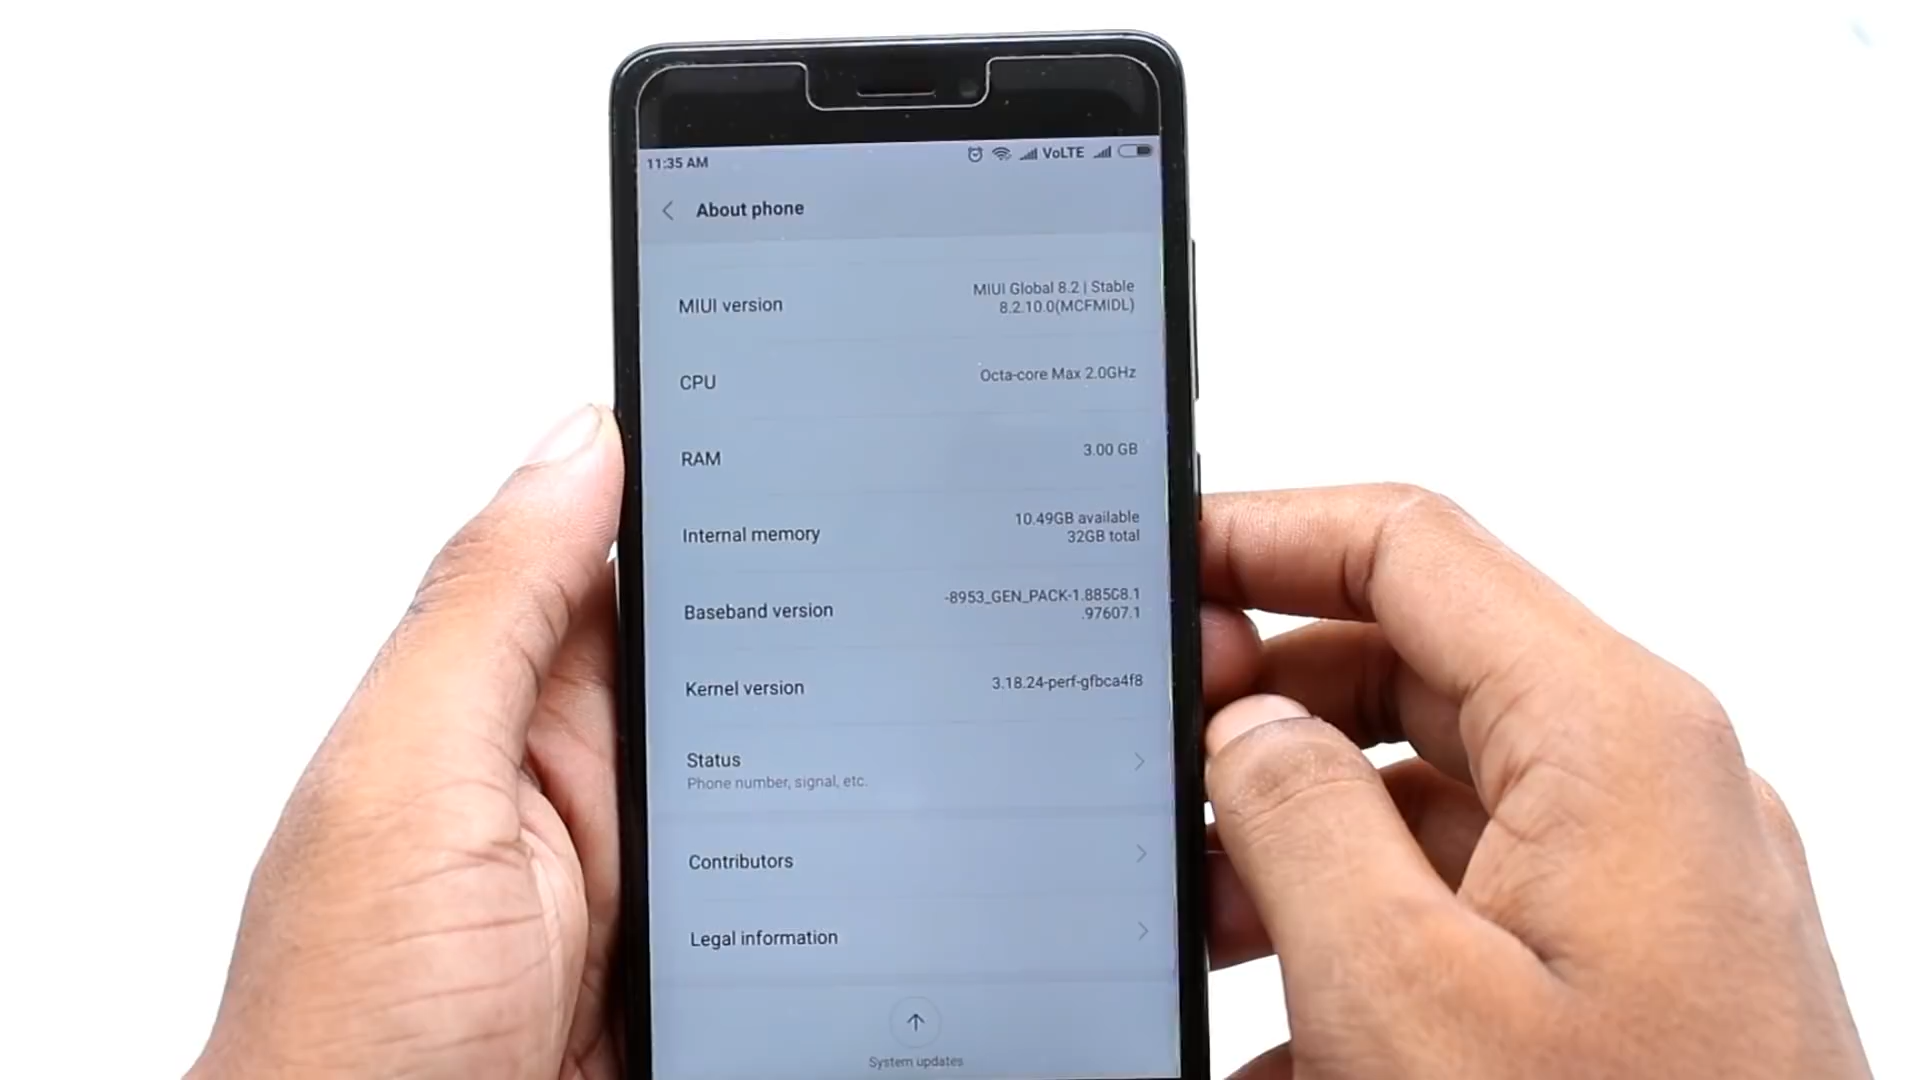 11:35 AM
VoLTE
About phone
MIUI version
MIUI Global 8.2 | Stable
8.2.10.0(MCFMIDL)
CPU
Octa-core Max 2.0GHz
RAM
3.00 GB
Internal memory
10.49GB available
32GB total
Baseband version
-8953_GEN_PACK-1.88568.1
.97607.1
Kernel version
3.18.24-perf-gfbca4f8
Status
Phone number, signal, etc.
Contributors
Legal information
System updates